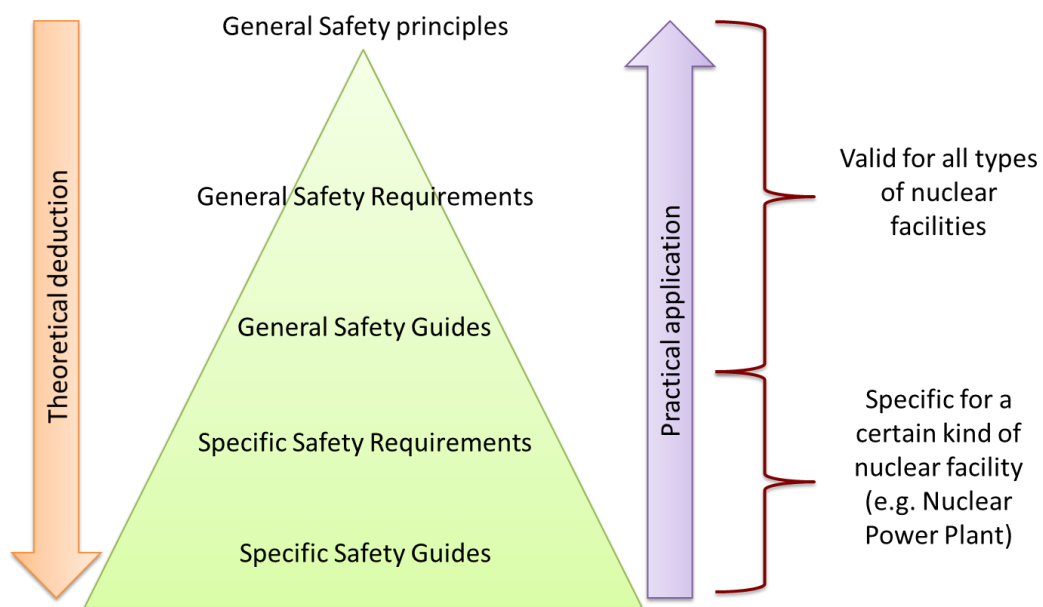 General Safety principles
General Safety Requirements
General Safety Guides
Specific Safety Requirements
Specific Safety Guides
Theoretical deduction
Practical application
Valid for all types
of nuclear
facilities
Specific for a
certain kind of
nuclear facility
(e.g. Nuclear
Power Plant)